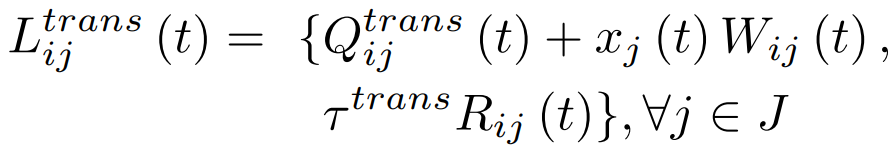 L_{ij}^{trans}(t) = {Q_{ij}^{trans}(t) + x_j(t) W_{ij}(t),
τ^{trans} R_{ij}(t)}, ∀j ∈ J